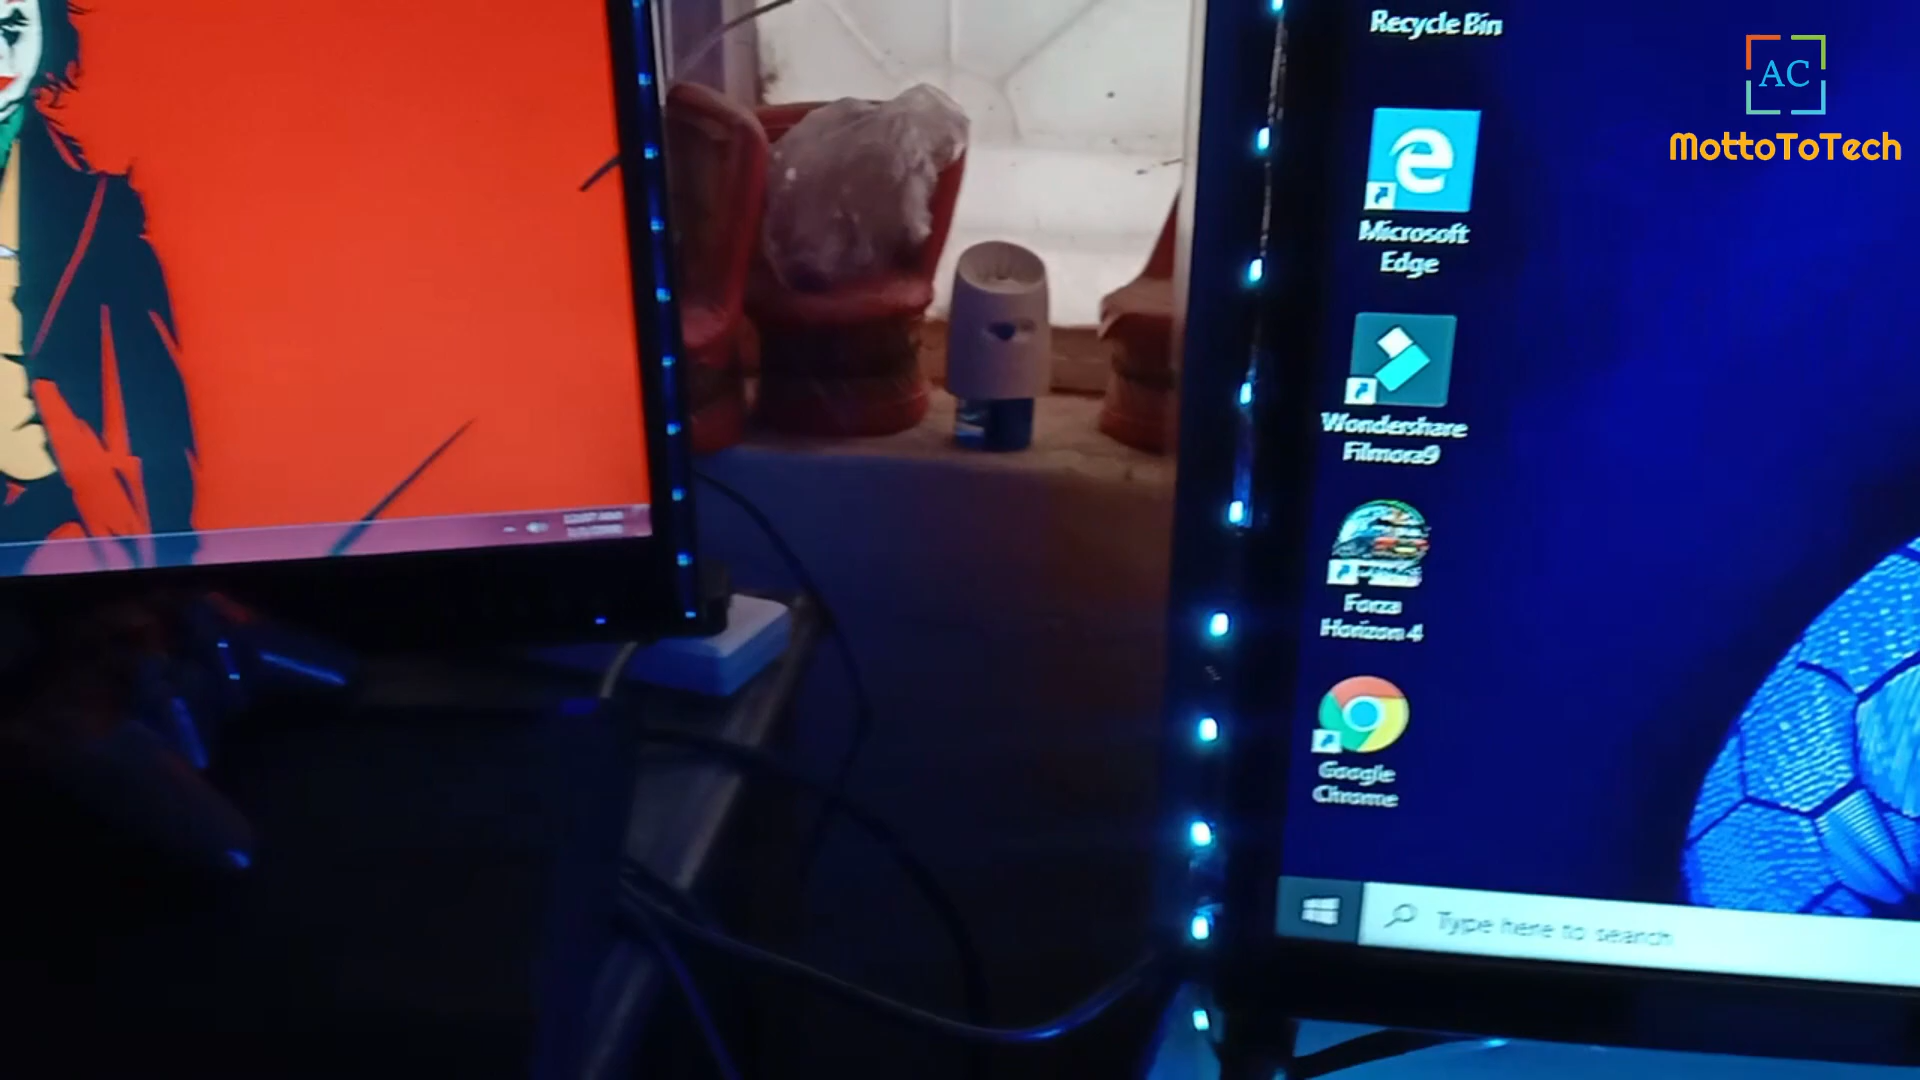 Recycle Bin
AC
MottoToTech
Microsoft
Edge
Wondershare
Filmora9
Forza
Horizon 4
Google
Chrome
Type here to search